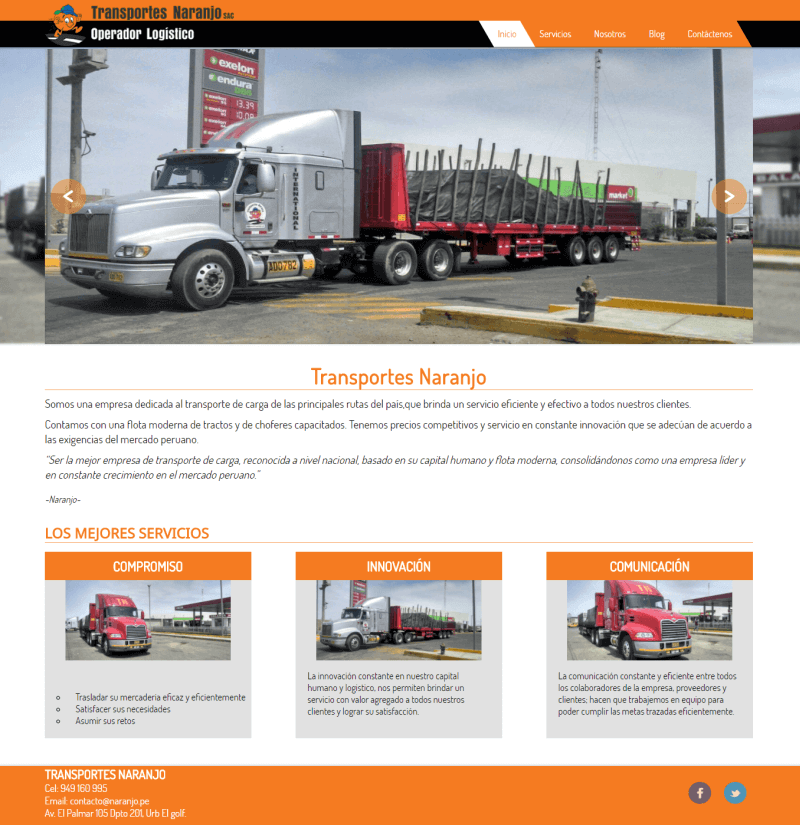 Transportes Naranjo SAC
Operador Logístico
Inicio
Servicios
Nosotros
Blog
Contáctenos
exelon
endura
13.39
10.09
market
INTERNATIONAL
Transportes Naranjo
Somos una empresa dedicada al transporte de carga de las principales rutas del país,que brinda un servicio eficiente y efectivo a todos nuestros clientes.
Contamos con una flota moderna de tractos y de choferes capacitados. Tenemos precios competitivos y servicio en constante innovación que se adecúan de acuerdo a
las exigencias del mercado peruano.
"Ser la mejor empresa de transporte de carga, reconocida a nivel nacional, basado en su capital humano y flota moderna, consolidándonos como una empresa lider y
en constante crecimiento en el mercado peruano."
-Naranjo-
LOS MEJORES SERVICIOS
COMPROMISO
Trasladar su mercadería eficaz y eficientemente
Satisfacer sus necesidades
Asumir sus retos
INNOVACIÓN
La innovación constante en nuestro capital
humano y logístico, nos permiten brindar un
servicio con valor agregado a todos nuestros
clientes y lograr su satisfacción.
COMUNICACIÓN
La comunicación constante y eficiente entre todos
los colaboradores de la empresa, proveedores y
clientes; hacen que trabajemos en equipo para
poder cumplir las metas trazadas eficientemente.
TRANSPORTES NARANJO
Cel: 949 160 995
Email: contacto@naranjo.pe
Av. El Palmar 105 Dpto 201, Urb El golf.